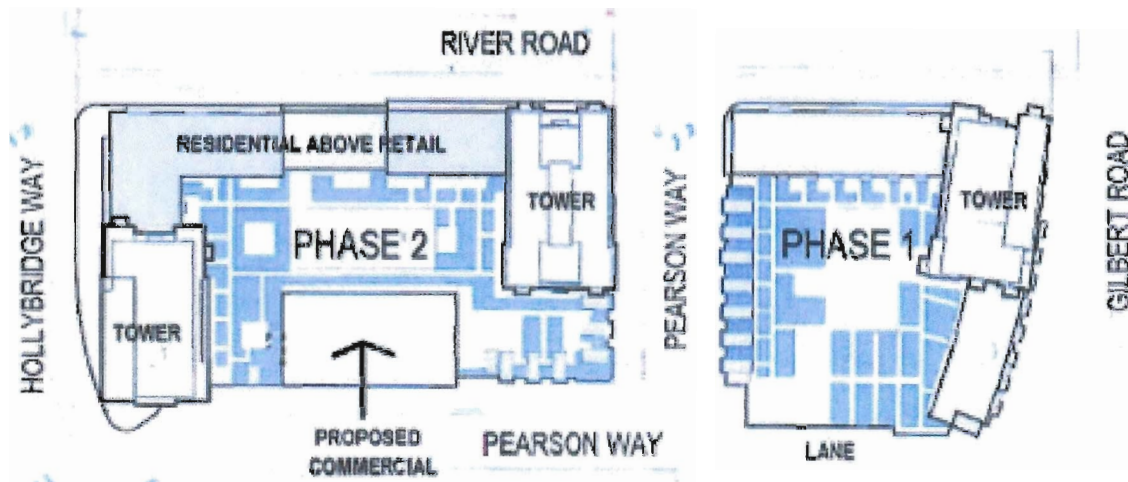 RIVER ROAD
RESIDENTIAL ABOVE RETAIL
TOWER
PHASE 2
TOWER
HOLLYBRIDGE WAY
PEARSON WAY
PROPOSED
COMMERCIAL
PEARSON WAY
PHASE 1
TOWER
GILBERT ROAD
LANE